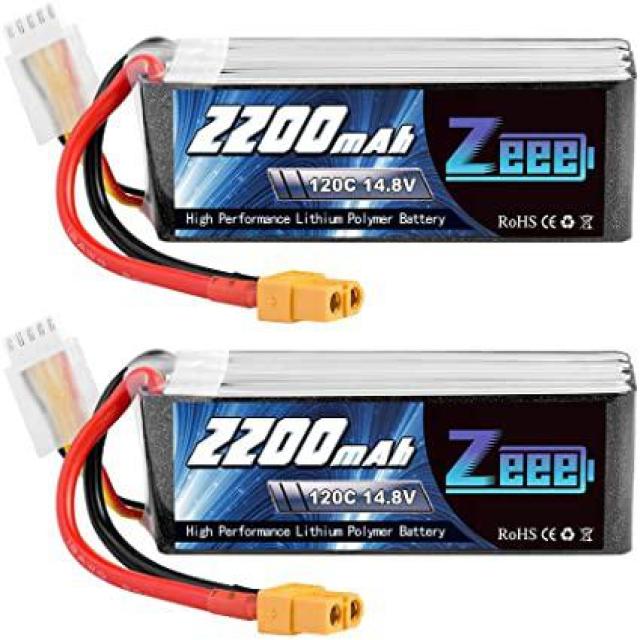 2200mAh
120C 14.8V
High Performance Lithium Polymer Battery
Zeee
RoHS CE
2200mAh
120C 14.8V
High Performance Lithium Polymer Battery
Zeee
RoHS CE